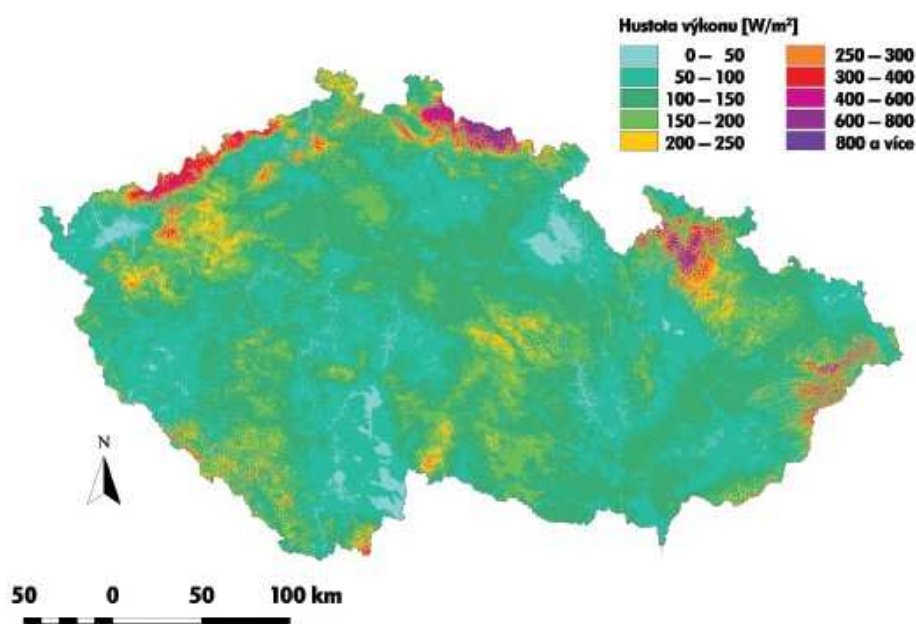 Hustota výkonu [W/m²]
0 – 50
50 – 100
100 – 150
150 – 200
200 – 250
250 – 300
300 – 400
400 – 600
600 – 800
800 a více
N
50 0 50 100 km